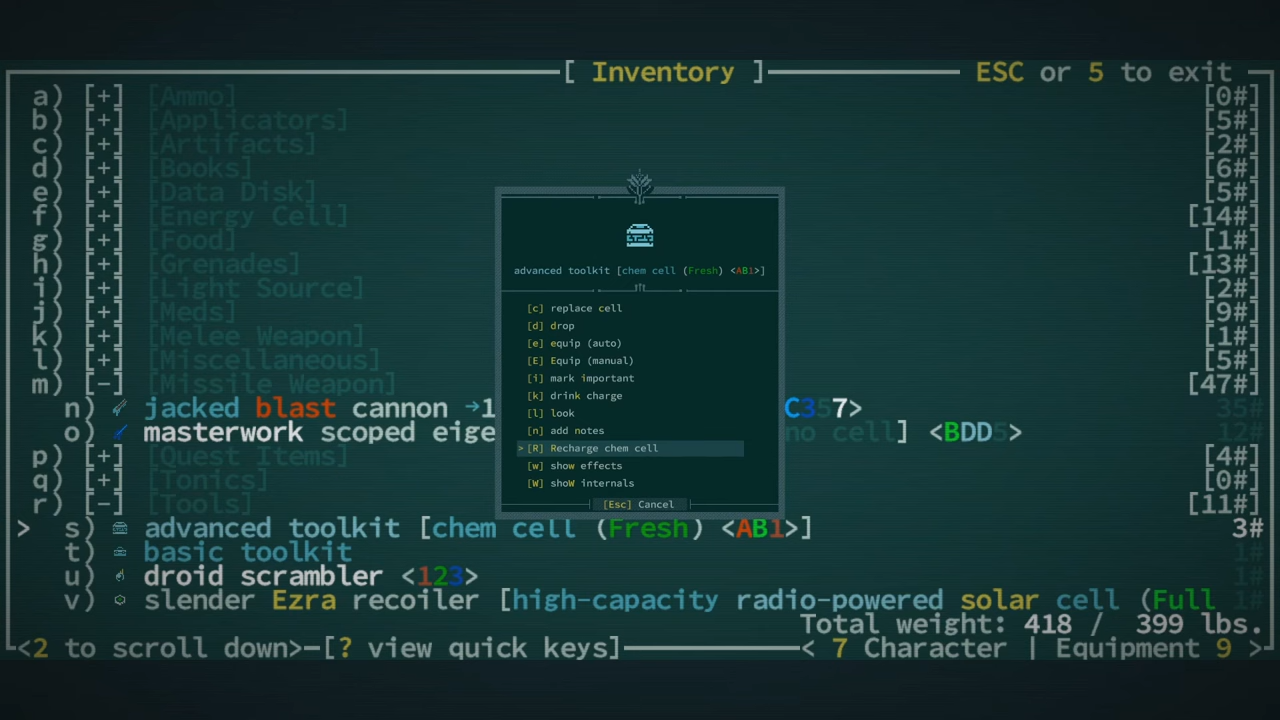 [ Inventory ] ESC or 5 to exit
a) [+] [Ammo] [0#]
b) [+] [Applicators] [5#]
c) [+] [Artifacts] [2#]
d) [+] [Books] [6#]
e) [+] [Data Disk] [5#]
f) [+] [Energy Cell] [14#]
g) [+] [Food] [1#]
h) [+] [Grenades] [13#]
i) [+] [Light Source] [2#]
j) [+] [Meds] [9#]
k) [+] [Melee Weapon] [1#]
l) [+] [Miscellaneous] [5#]
m) [-] [Missile Weapon] [47#]
n) jacked blast cannon →1 C357> 35#
o) masterwork scoped eige no cell] <BDD5> 12#
p) [+] [Quest Items] [4#]
q) [+] [Tonics] [0#]
r) [-] [Tools] [11#]
> s) advanced toolkit [chem cell (Fresh) <AB1>] 3#
t) basic toolkit 1#
u) droid scrambler <123> 1#
v) slender Ezra recoiler [high-capacity radio-powered solar cell (Full 1#
Total weight: 418 / 399 lbs.
<2 to scroll down> [? view quick keys] < 7 Character | Equipment 9 >
advanced toolkit [chem cell (Fresh) <AB1>]
[c] replace cell
[d] drop
[e] equip (auto)
[E] Equip (manual)
[i] mark important
[k] drink charge
[l] look
[n] add notes
> [R] Recharge chem cell
[w] show effects
[W] shoW internals
[Esc] Cancel